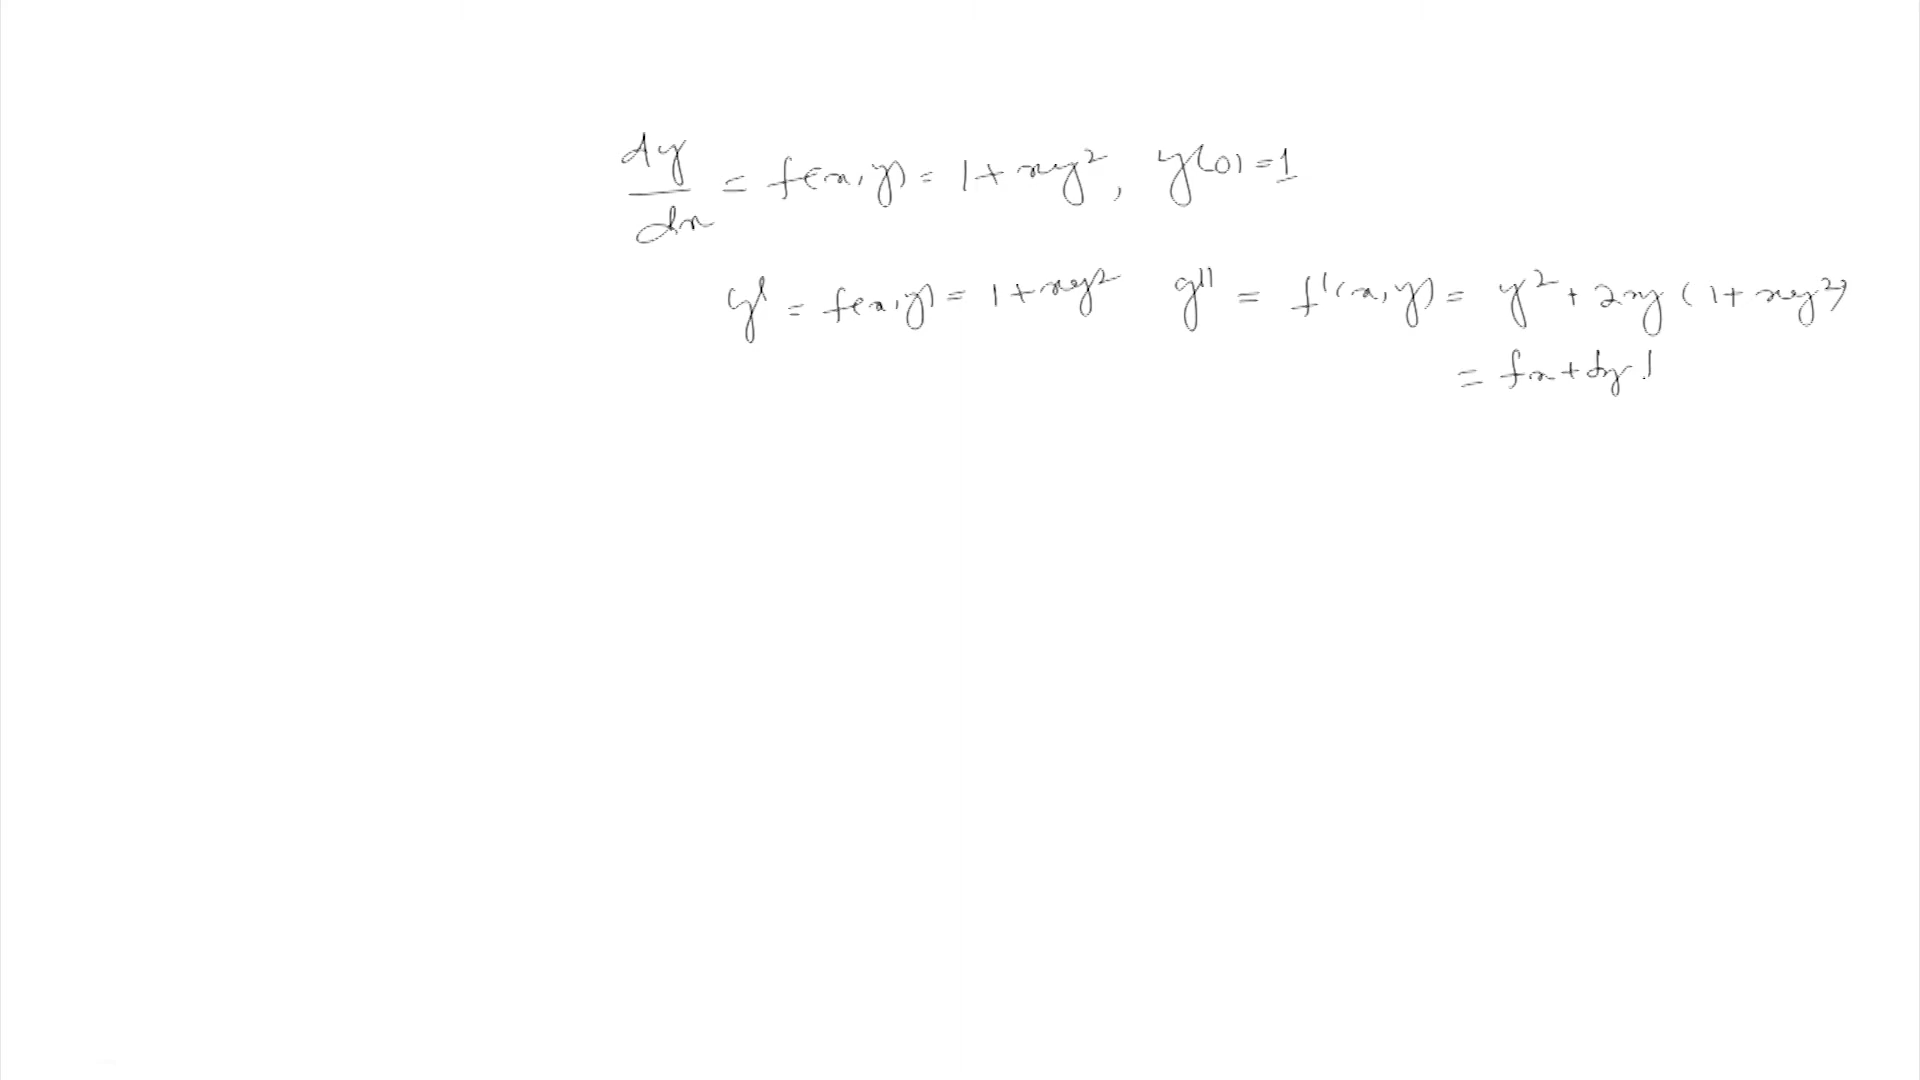 dy/dx = f(x,y) = 1 + xy², y(0) = 1
y' = f(x,y) = 1 + xy² y'' = f'(x,y) = y² + 2xy (1 + xy²)
= fx + fy .